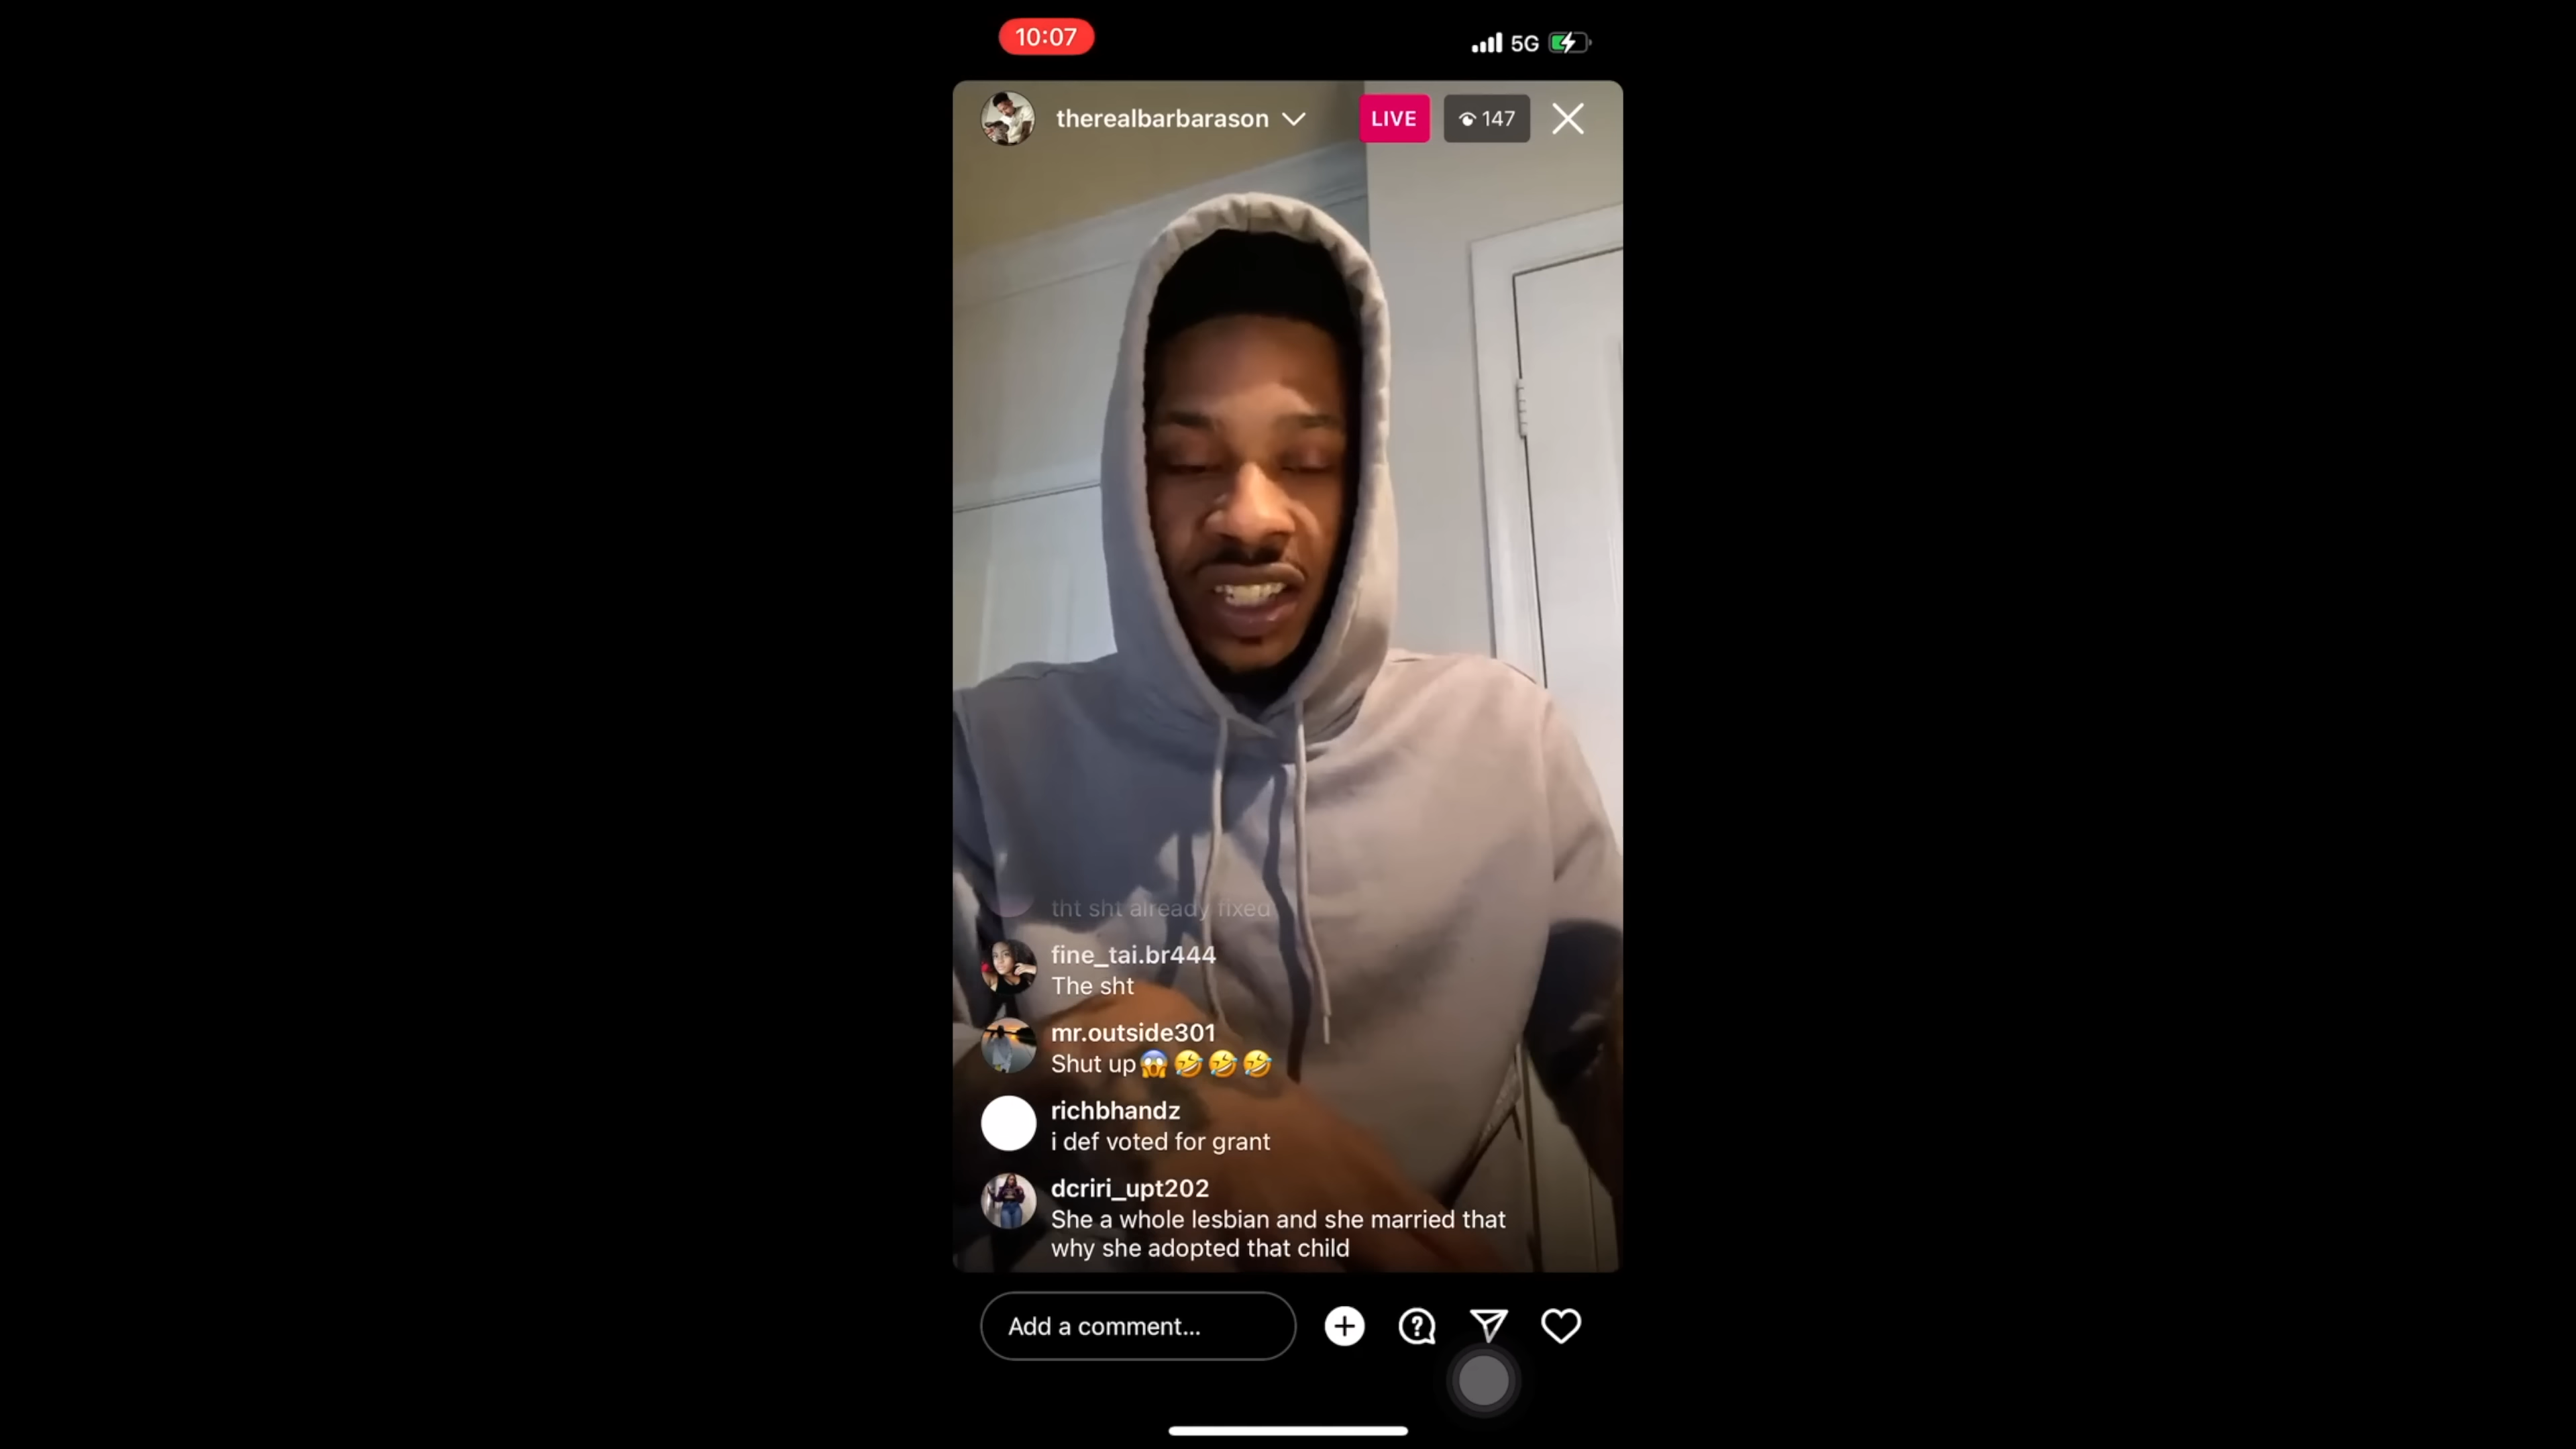 10:07
5G
therealbarbarason
LIVE
147
tht sht already fixed
fine_tai.br444
The sht
mr.outside301
Shut up😱🤣🤣🤣
richbhandz
i def voted for grant
dcriri_upt202
She a whole lesbian and she married that
why she adopted that child
Add a comment...